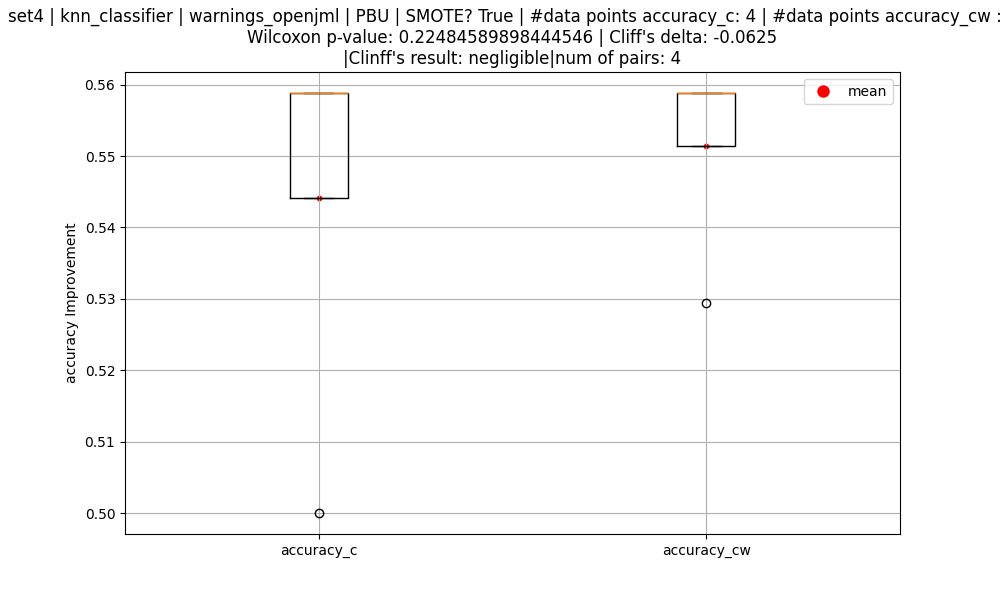 set4 | knn_classifier | warnings_openjml | PBU | SMOTE? True | #data points accuracy_c: 4 | #data points accuracy_cw :
Wilcoxon p-value: 0.22484589898444546 | Cliff's delta: -0.0625
|Clinff's result: negligible|num of pairs: 4
mean
0.56
0.55
0.54
0.53
0.52
0.51
0.50
accuracy Improvement
accuracy_c
accuracy_cw